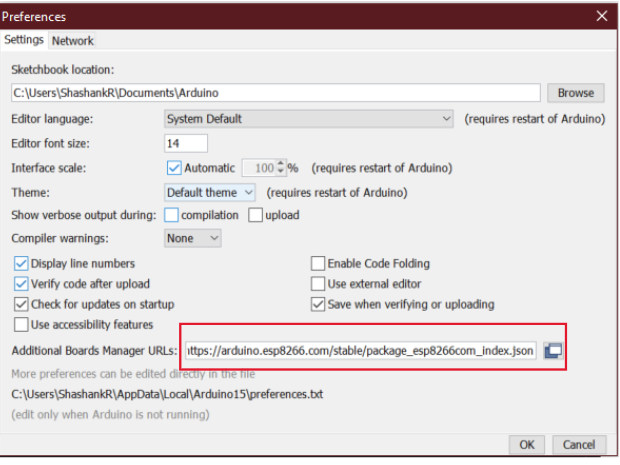 Preferences
Settings Network
Sketchbook location:
C:\Users\ShashankR\Documents\Arduino Browse
Editor language: System Default (requires restart of Arduino)
Editor font size: 14
Interface scale: Automatic 100 % (requires restart of Arduino)
Theme: Default theme (requires restart of Arduino)
Show verbose output during: compilation upload
Compiler warnings: None
Display line numbers Enable Code Folding
Verify code after upload Use external editor
Check for updates on startup Save when verifying or uploading
Use accessibility features
Additional Boards Manager URLs: ttps://arduino.esp8266.com/stable/package_esp8266com_index.json
More preferences can be edited directly in the file
C:\Users\ShashankR\AppData\Local\Arduino15\preferences.txt
(edit only when Arduino is not running)
OK Cancel